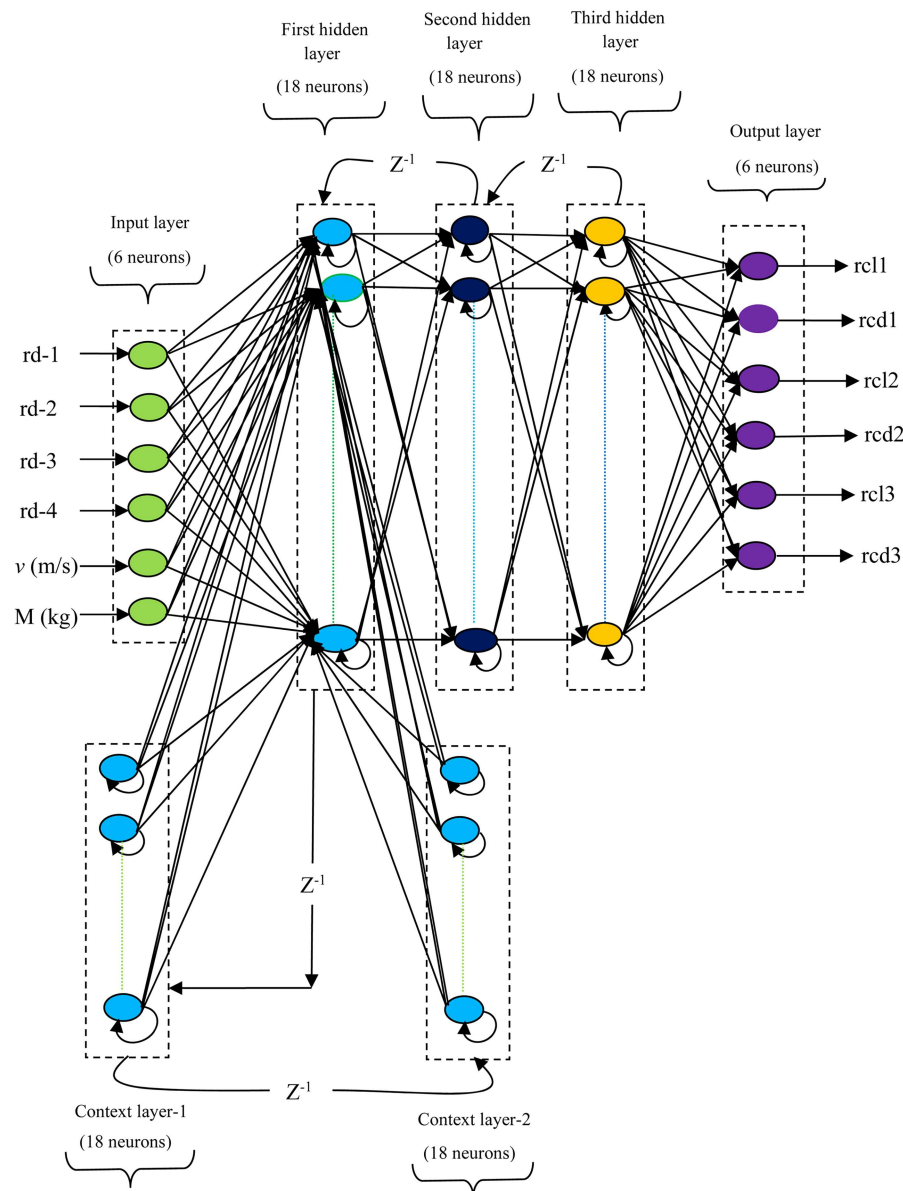 First hidden
layer
(18 neurons)
Second hidden
layer
(18 neurons)
Third hidden
layer
(18 neurons)
Output layer
(6 neurons)
Input layer
(6 neurons)
Z-1
Z-1
rd-1
rd-2
rd-3
rd-4
v (m/s)
M (kg)
rcl1
rcd1
rcl2
rcd2
rcl3
rcd3
Z-1
Z-1
Context layer-1
(18 neurons)
Context layer-2
(18 neurons)